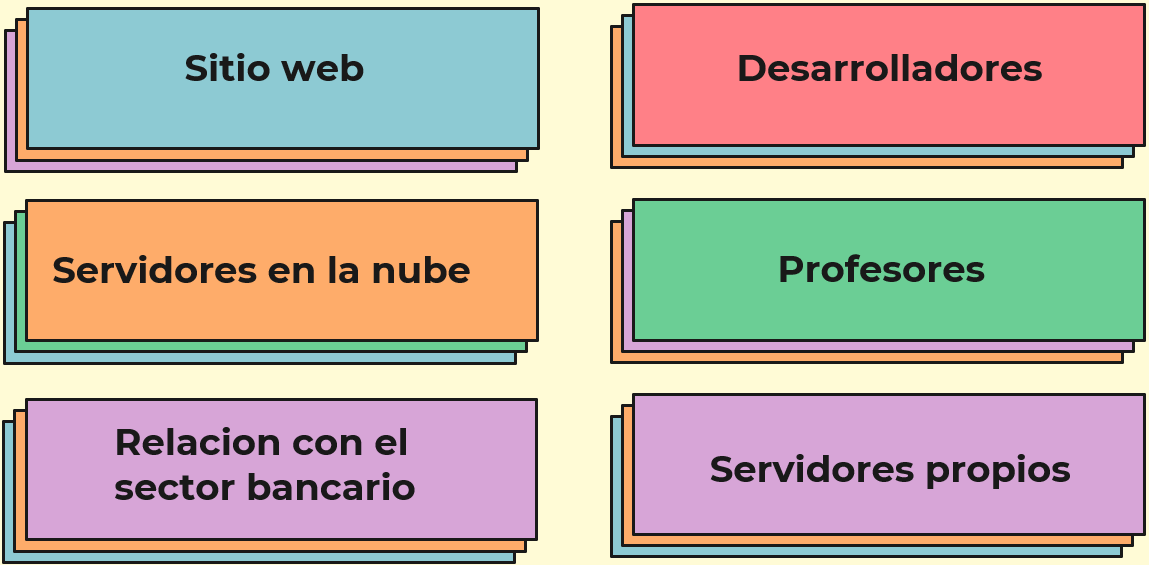 Sitio web
Desarrolladores
Servidores en la nube
Profesores
Relacion con el
sector bancario
Servidores propios